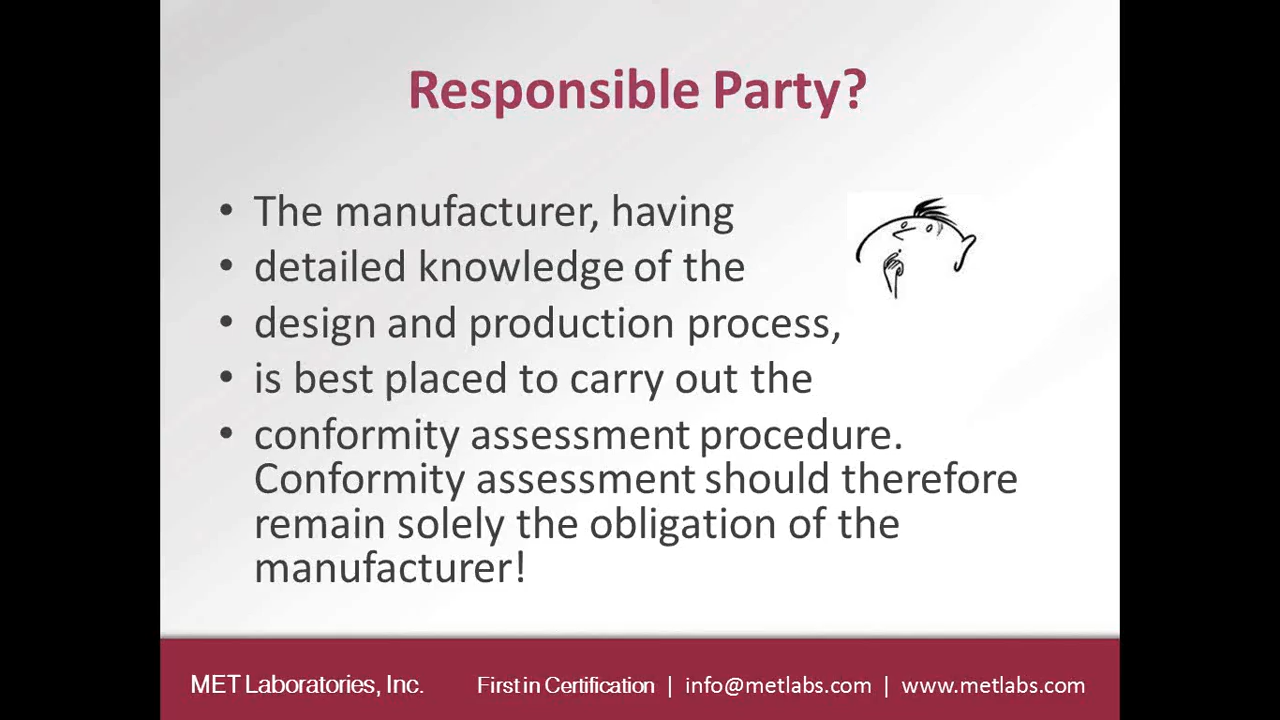 Responsible Party?
• The manufacturer, having
• detailed knowledge of the
• design and production process,
• is best placed to carry out the
• conformity assessment procedure.
Conformity assessment should therefore
remain solely the obligation of the
manufacturer!
MET Laboratories, Inc. First in Certification | info@metlabs.com | www.metlabs.com